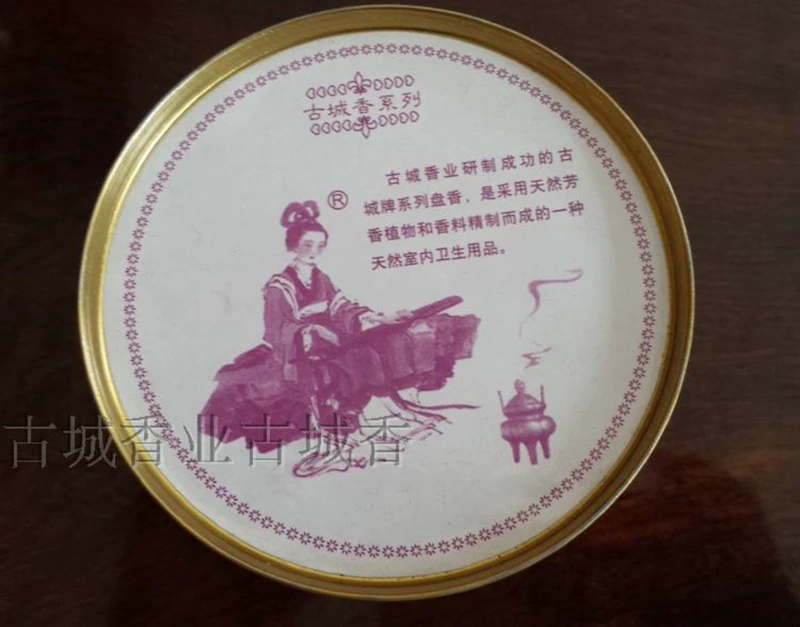 古城香系列
®
古城香业研制成功的古
城牌系列盘香，是采用天然芳
香植物和香料精制而成的一种
天然室内卫生用品。
古城香业古城香